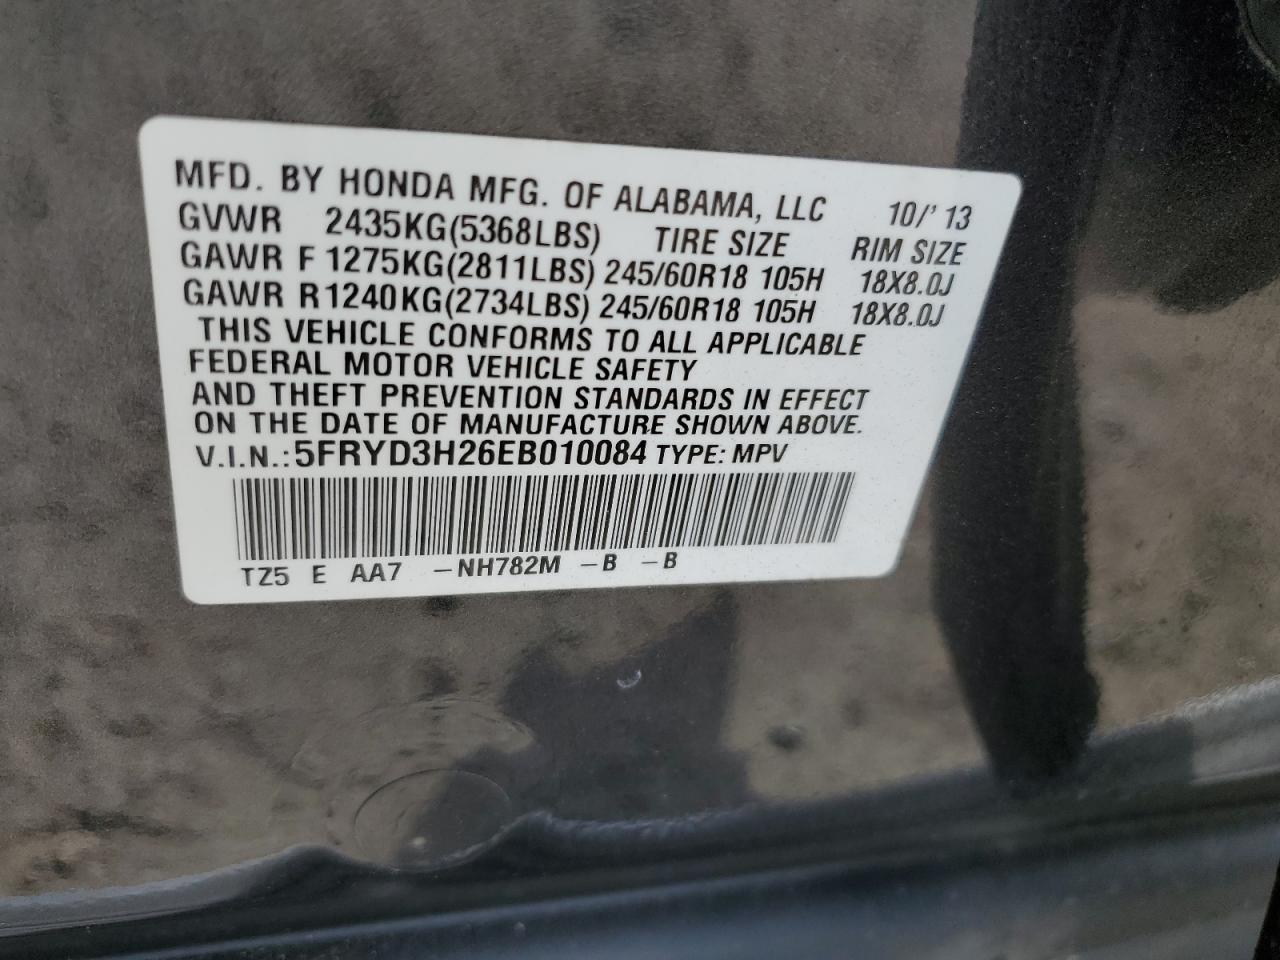 MFD. BY HONDA MFG. OF ALABAMA, LLC 10/'13
GVWR 2435KG(5368LBS) TIRE SIZE RIM SIZE
GAWR F 1275KG(2811LBS) 245/60R18 105H 18X8.0J
GAWR R1240KG(2734LBS) 245/60R18 105H 18X8.0J
THIS VEHICLE CONFORMS TO ALL APPLICABLE
FEDERAL MOTOR VEHICLE SAFETY
AND THEFT PREVENTION STANDARDS IN EFFECT
ON THE DATE OF MANUFACTURE SHOWN ABOVE.
V.I.N.: 5FRYD3H26EB010084 TYPE: MPV
TZ5 E AA7 -NH782M -B -B